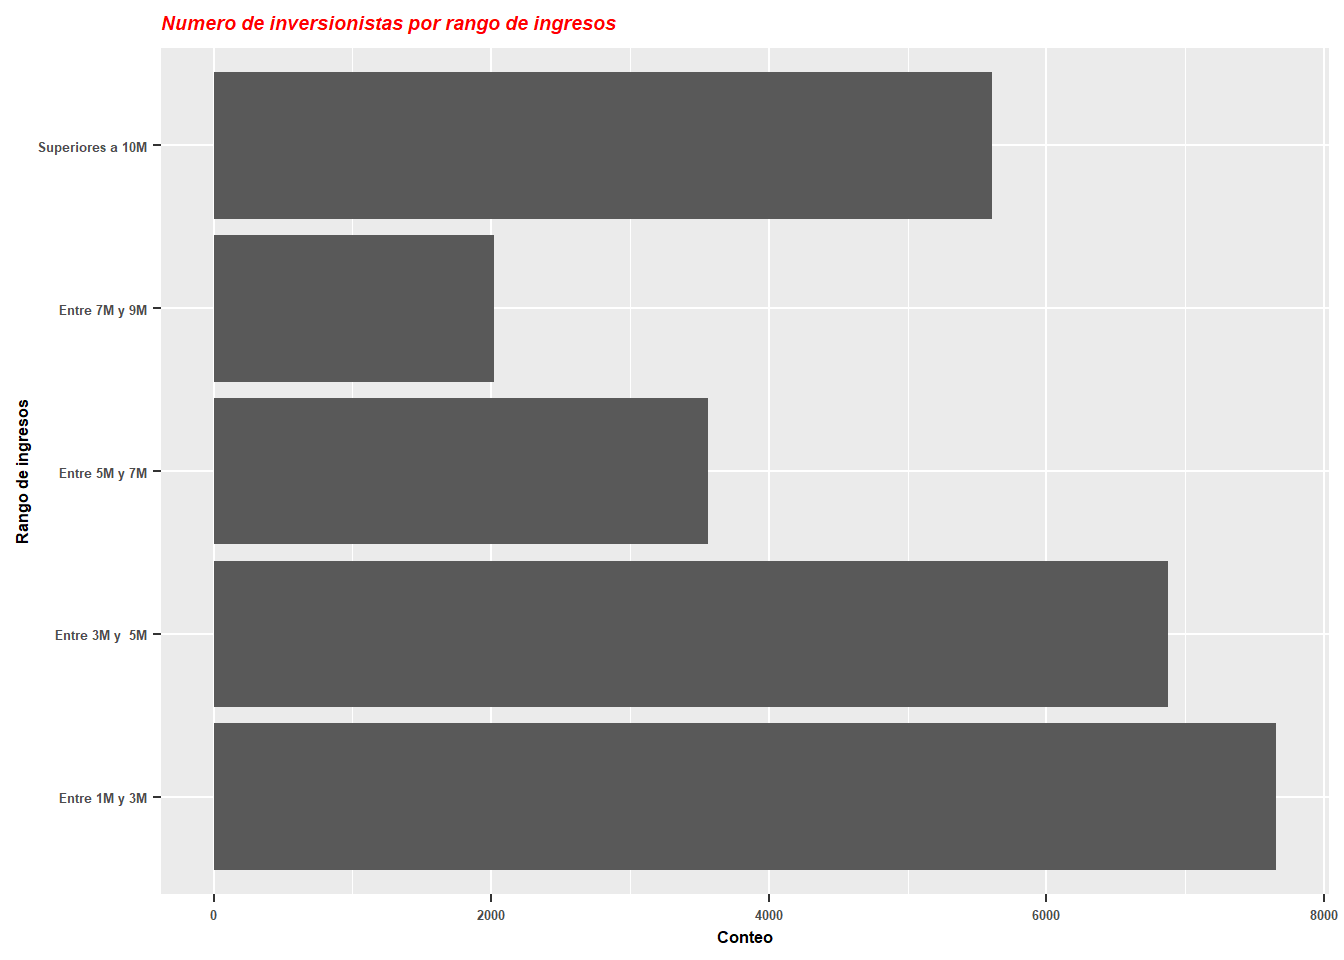 Numero de inversionistas por rango de ingresos
Rango de ingresos
Superiores a 10M
Entre 7M y 9M
Entre 5M y 7M
Entre 3M y  5M
Entre 1M y 3M
0 2000 4000 6000 8000
Conteo